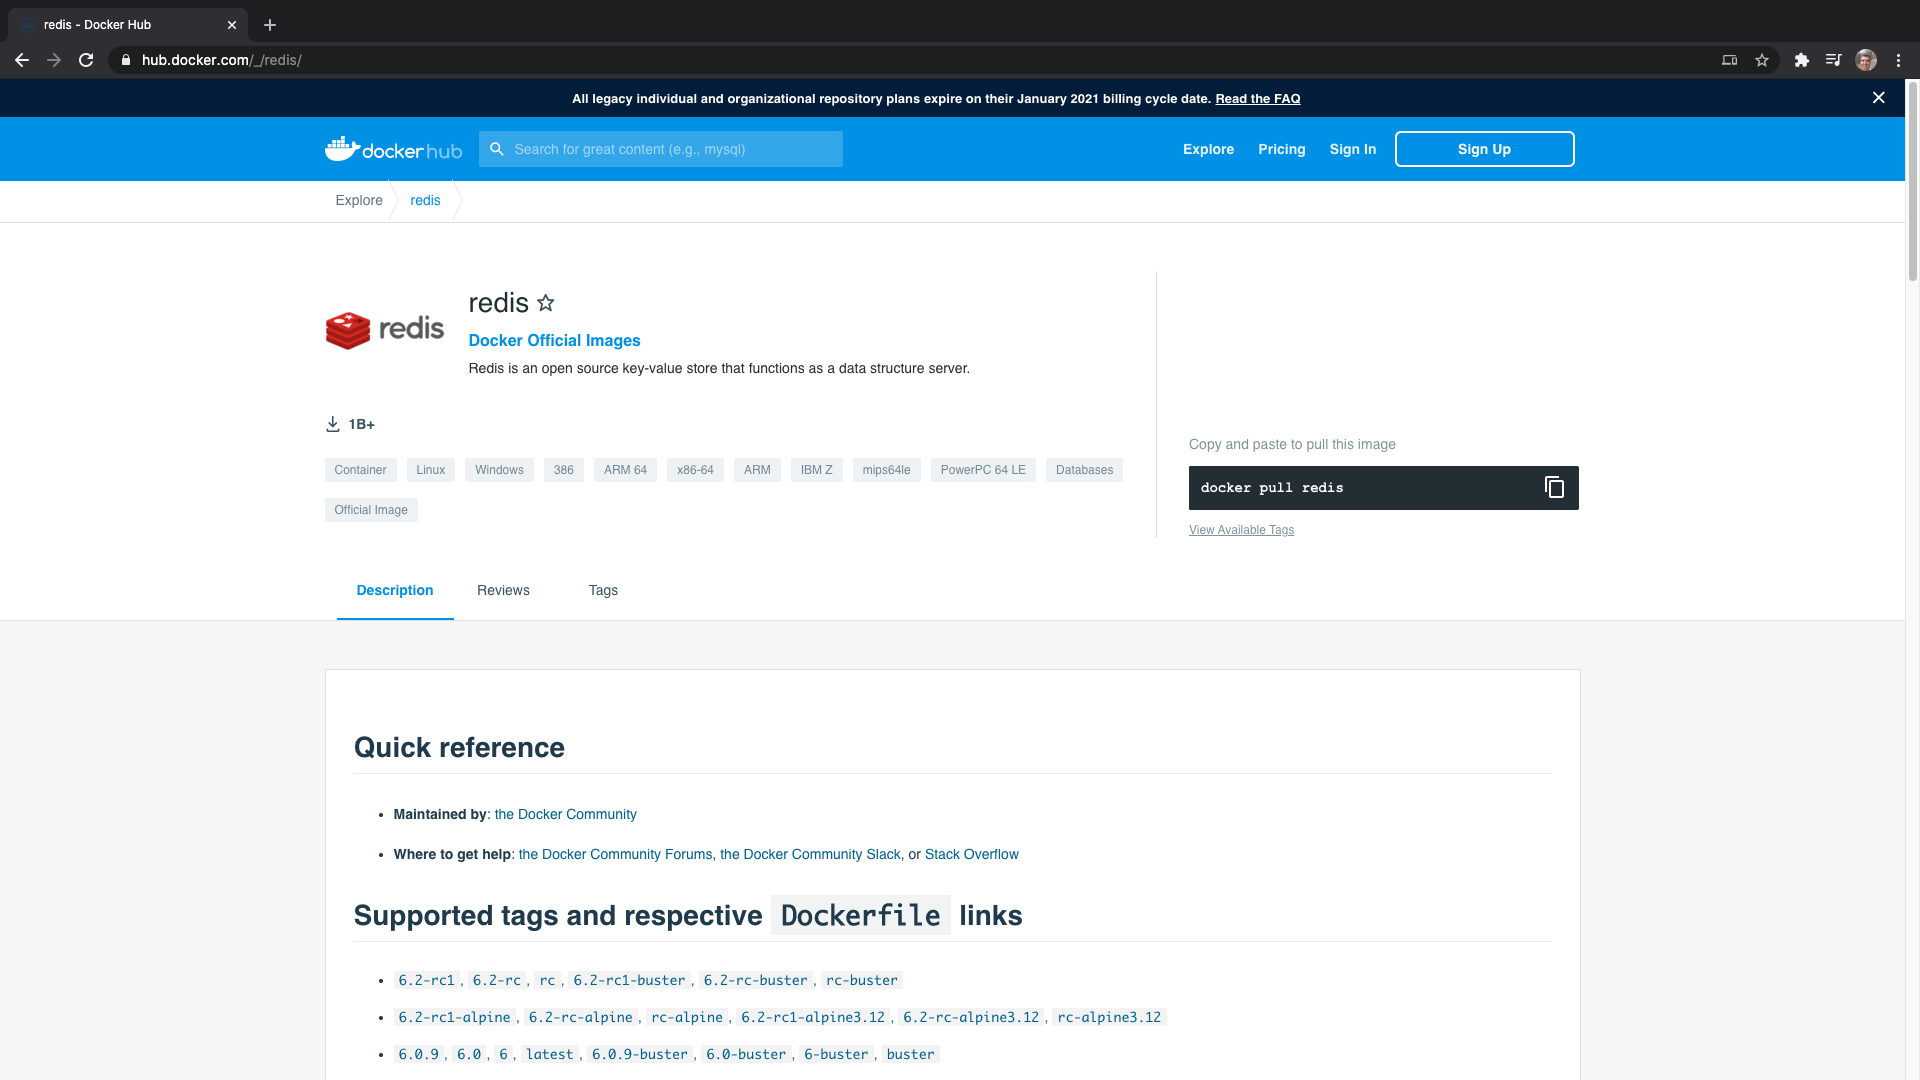 redis - Docker Hub
hub.docker.com/_/redis/
All legacy individual and organizational repository plans expire on their January 2021 billing cycle date. Read the FAQ
docker hub
Search for great content (e.g., mysql)
Explore
Pricing
Sign In
Sign Up
Explore
redis
redis
redis
Docker Official Images
Redis is an open source key-value store that functions as a data structure server.
1B+
Container
Linux
Windows
386
ARM 64
x86-64
ARM
IBM Z
mips64le
PowerPC 64 LE
Databases
Official Image
Copy and paste to pull this image
docker pull redis
View Available Tags
Description
Reviews
Tags
Quick reference
• Maintained by: the Docker Community
• Where to get help: the Docker Community Forums, the Docker Community Slack, or Stack Overflow
Supported tags and respective Dockerfile links
• 6.2-rc1, 6.2-rc, rc, 6.2-rc1-buster, 6.2-rc-buster, rc-buster
• 6.2-rc1-alpine, 6.2-rc-alpine, rc-alpine, 6.2-rc1-alpine3.12, 6.2-rc-alpine3.12, rc-alpine3.12
• 6.0.9, 6.0, 6, latest, 6.0.9-buster, 6.0-buster, 6-buster, buster